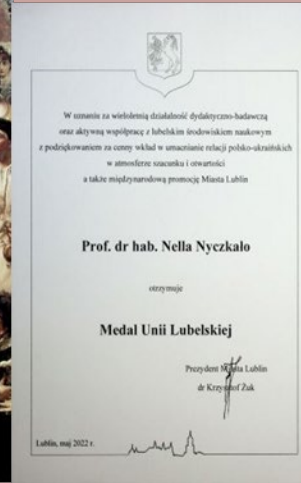 W uznaniu za wieloletnią działalność dydaktyczno-badawczą
oraz aktywną współpracę z lubelskim środowiskiem naukowym
z podziękowaniem za cenny wkład w umacnianie relacji polsko-ukraińskich
w atmosferze szacunku i otwartości
a także międzynarodową promocję Miasta Lublin
Prof. dr hab. Nella Nyczkało
otrzymuje
Medal Unii Lubelskiej
Prezydent Miasta Lublin
dr Krzysztof Żuk
Lublin, maj 2022 r.